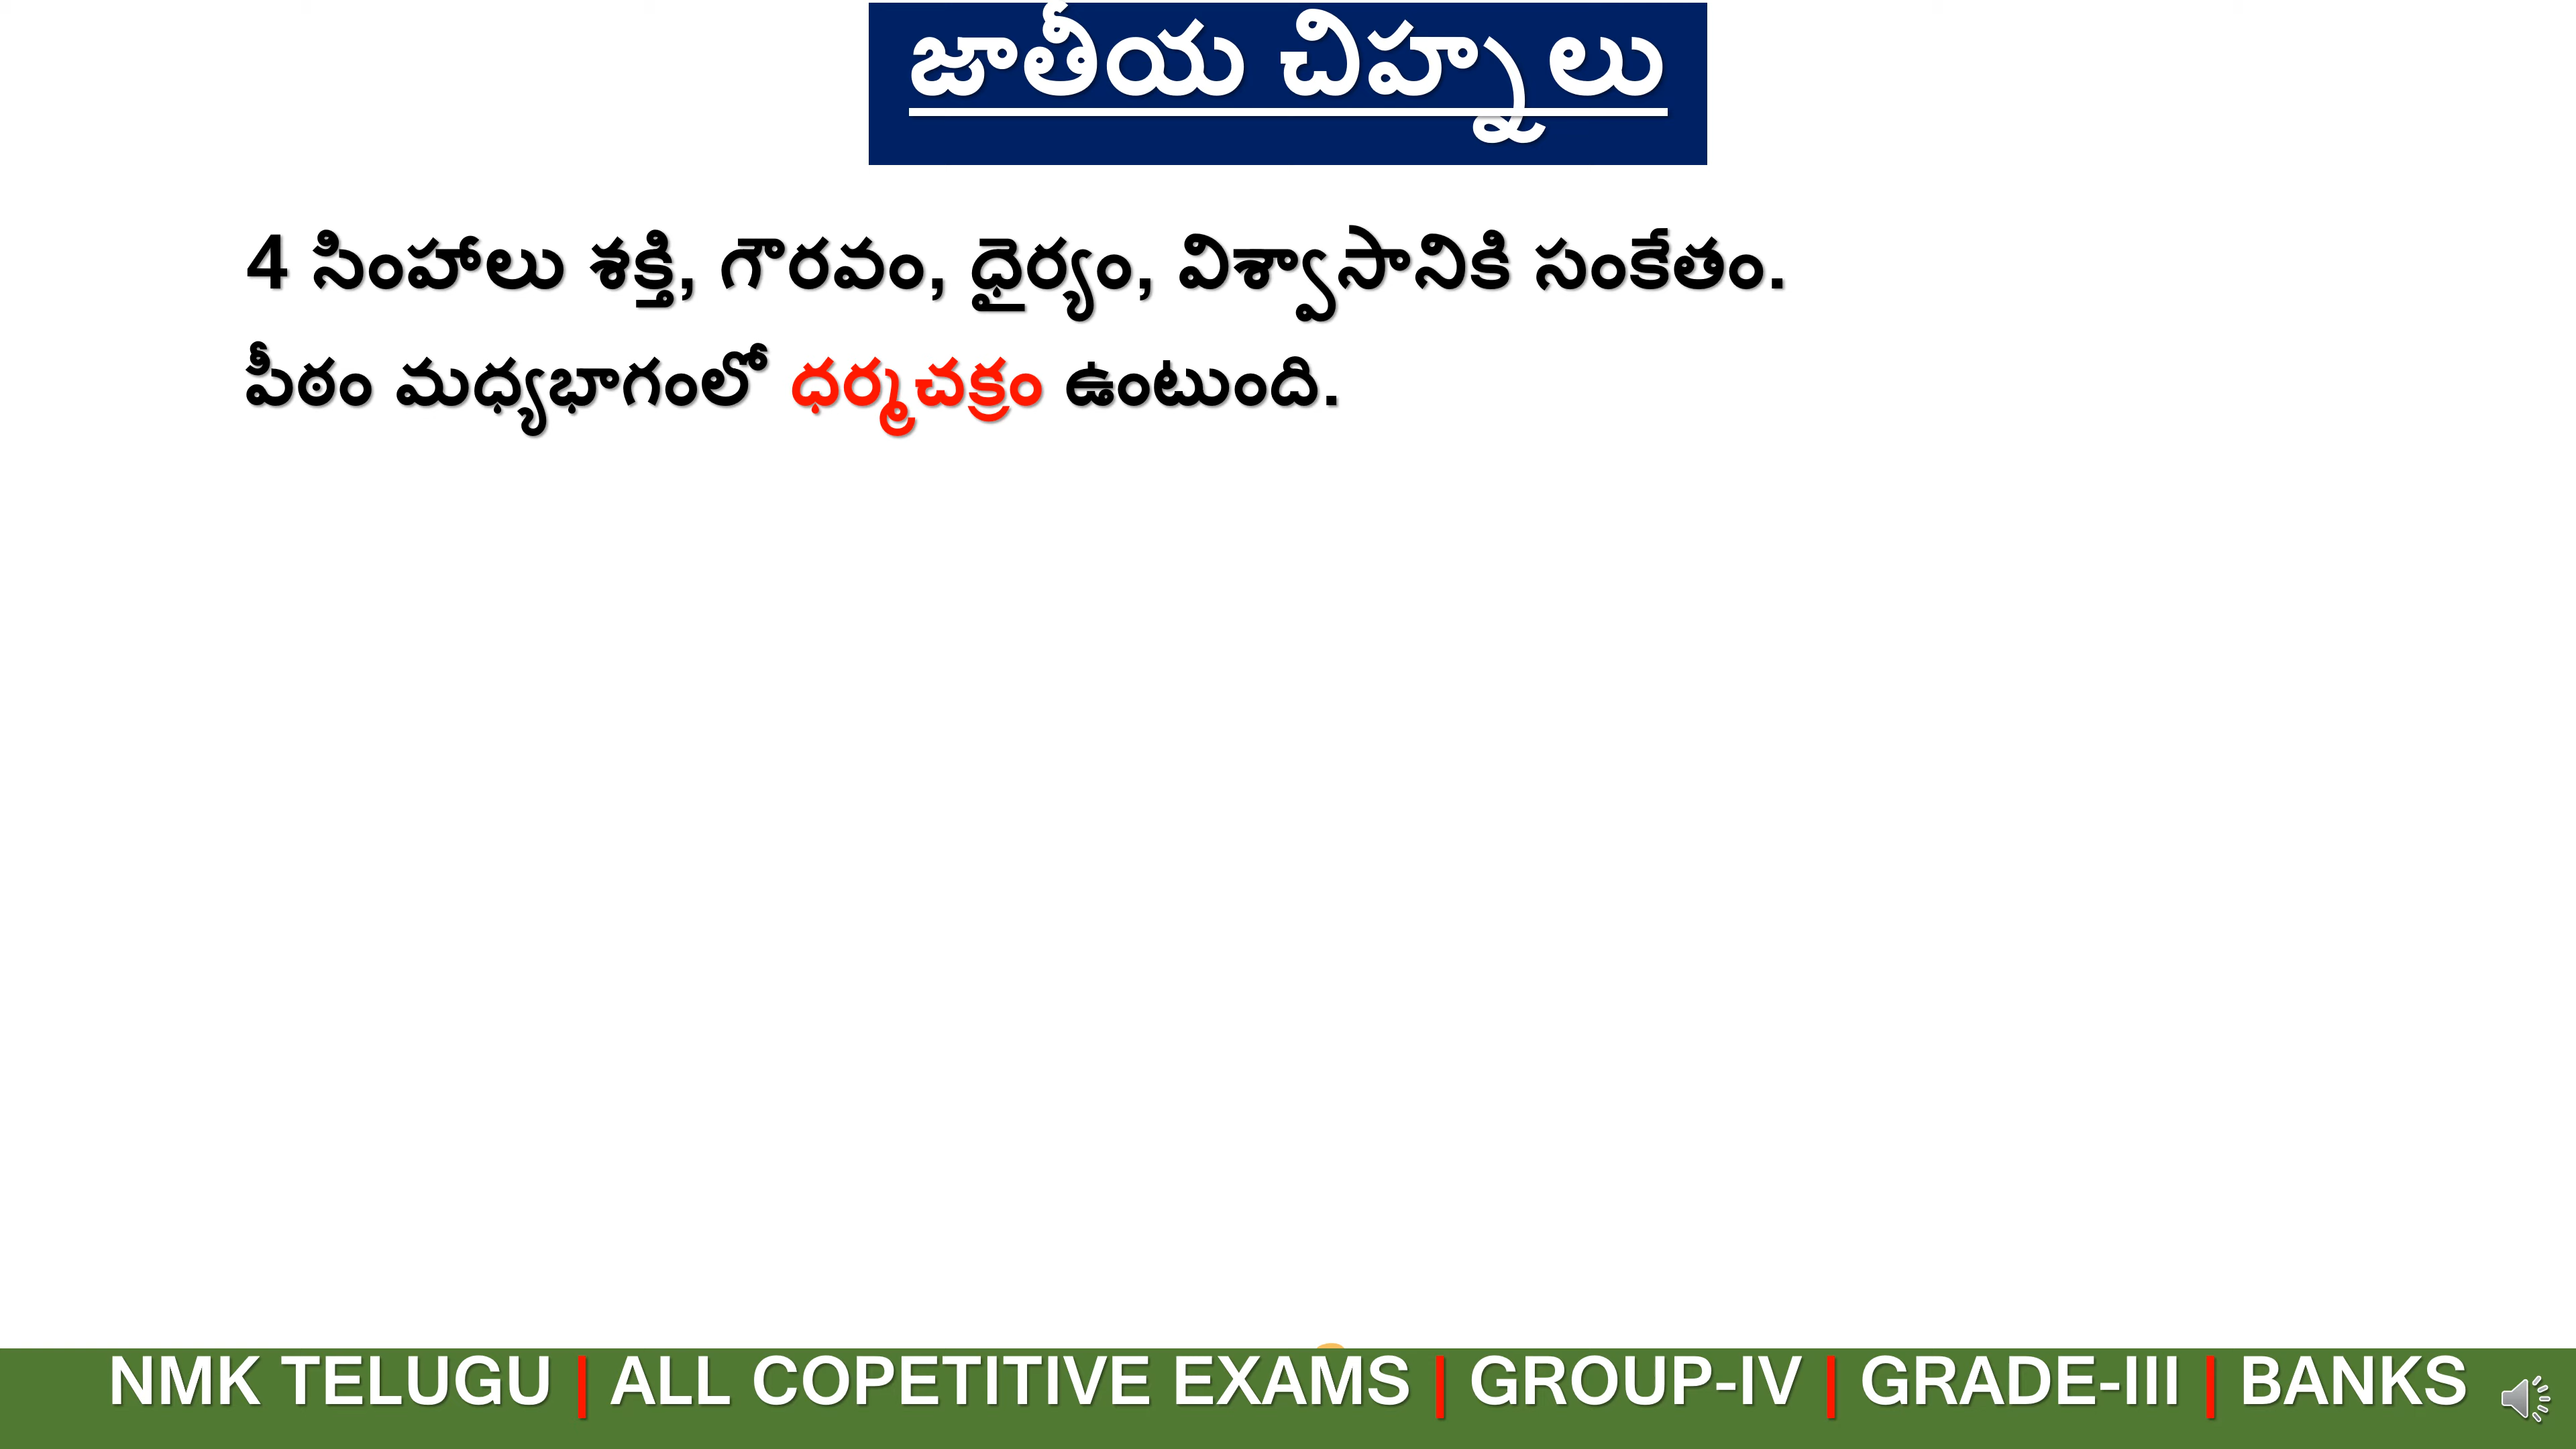 జాతీయ చిహ్నాలు
4 సింహాలు శక్తి, గౌరవం, ధైర్యం, విశ్వాసానికి సంకేతం.
పీఠం మధ్యభాగంలో ధర్మచక్రం ఉంటుంది.
NMK TELUGU | ALL COPETITIVE EXAMS | GROUP-IV | GRADE-III | BANKS